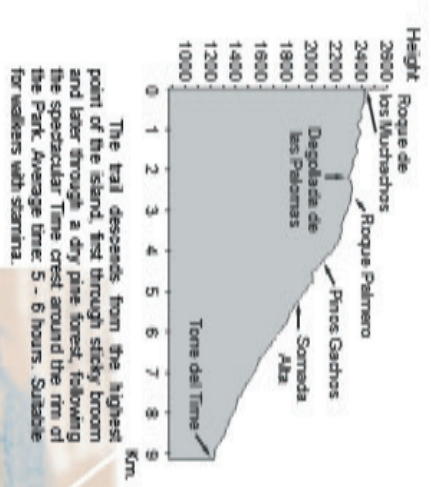 Height
2600
2400
2200
2000
1800
1600
1400
1200
1000
Roque de
los Muchachos
Roque Palmero
Degollada de
las Palomas
Pinos Gachos
Somada
Alta
Torre del Time
0 1 2 3 4 5 6 7 8 9 Km.
The trail descends from the highest
point of the island, first through sticky broom
and later through a dry pine forest, following
the spectacular Time crest around the rim of
the Park. Average time: 5 - 6 hours. Suitable
for walkers with stamina.